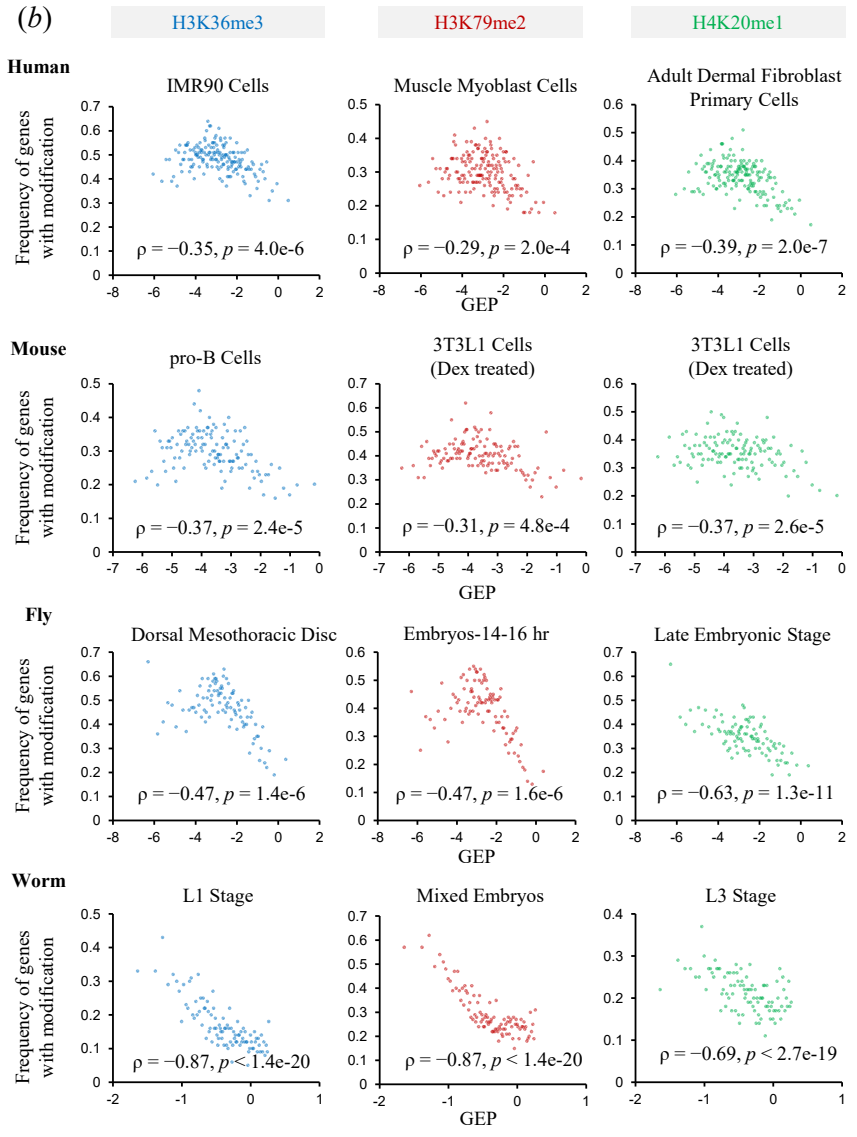 (b)
H3K36me3 H3K79me2 H4K20me1
Human
IMR90 Cells
Muscle Myoblast Cells
Adult Dermal Fibroblast
Primary Cells
Frequency of genes
with modification
0.7
0.6
0.5
0.4
0.3
0.2
0.1
0
ρ = −0.35, p = 4.0e-6
-8 -6 -4 -2 0 2
0.5
0.4
0.3
0.2
0.1
0
ρ = −0.29, p = 2.0e-4
-8 -6 -4 -2 0 2
GEP
0.6
0.5
0.4
0.3
0.2
0.1
0
ρ = −0.39, p = 2.0e-7
-8 -6 -4 -2 0 2
Mouse
pro-B Cells
3T3L1 Cells
(Dex treated)
3T3L1 Cells
(Dex treated)
Frequency of genes
with modification
0.5
0.4
0.3
0.2
0.1
0
ρ = −0.37, p = 2.4e-5
-7 -6 -5 -4 -3 -2 -1 0
0.7
0.6
0.5
0.4
0.3
0.2
0.1
0
ρ = −0.31, p = 4.8e-4
-7 -6 -5 -4 -3 -2 -1 0
GEP
0.6
0.5
0.4
0.3
0.2
0.1
0
ρ = −0.37, p = 2.6e-5
-7 -6 -5 -4 -3 -2 -1 0
Fly
Dorsal Mesothoracic Disc
Embryos-14-16 hr
Late Embryonic Stage
Frequency of genes
with modification
0.7
0.6
0.5
0.4
0.3
0.2
0.1
0
ρ = −0.47, p = 1.4e-6
-8 -6 -4 -2 0 2
0.6
0.5
0.4
0.3
0.2
0.1
0
ρ = −0.47, p = 1.6e-6
-8 -6 -4 -2 0 2
GEP
0.7
0.6
0.5
0.4
0.3
0.2
0.1
0
ρ = −0.63, p = 1.3e-11
-8 -6 -4 -2 0 2
Worm
L1 Stage
Mixed Embryos
L3 Stage
Frequency of genes
with modification
0.5
0.4
0.3
0.2
0.1
0
ρ = −0.87, p < 1.4e-20
-2 -1 0 1
0.7
0.6
0.5
0.4
0.3
0.2
0.1
0
ρ = −0.87, p < 1.4e-20
-2 -1 0 1
GEP
0.4
0.3
0.2
0.1
0
ρ = −0.69, p < 2.7e-19
-2 -1 0 1